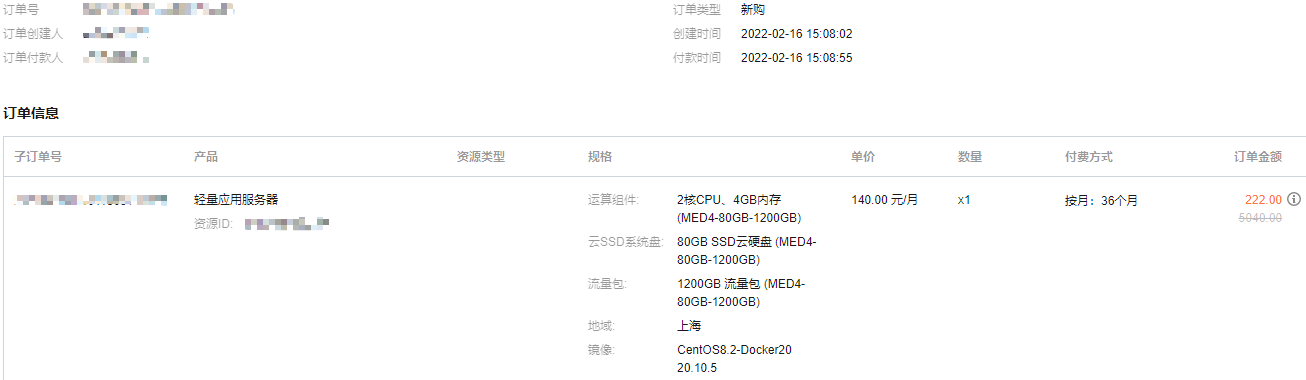 订单号 订单类型 新购
订单创建人 创建时间 2022-02-16 15:08:02
订单付款人 付款时间 2022-02-16 15:08:55
订单信息
子订单号 产品 资源类型 规格 单价 数量 付费方式 订单金额
轻量应用服务器 运算组件: 2核CPU、4GB内存 140.00 元/月 x1 按月：36个月 222.00
(MED4-80GB-1200GB) 5040.00
资源ID:
云SSD系统盘: 80GB SSD云硬盘 (MED4-
80GB-1200GB)
流量包: 1200GB 流量包 (MED4-
80GB-1200GB)
地域: 上海
镜像: CentOS8.2-Docker20
20.10.5